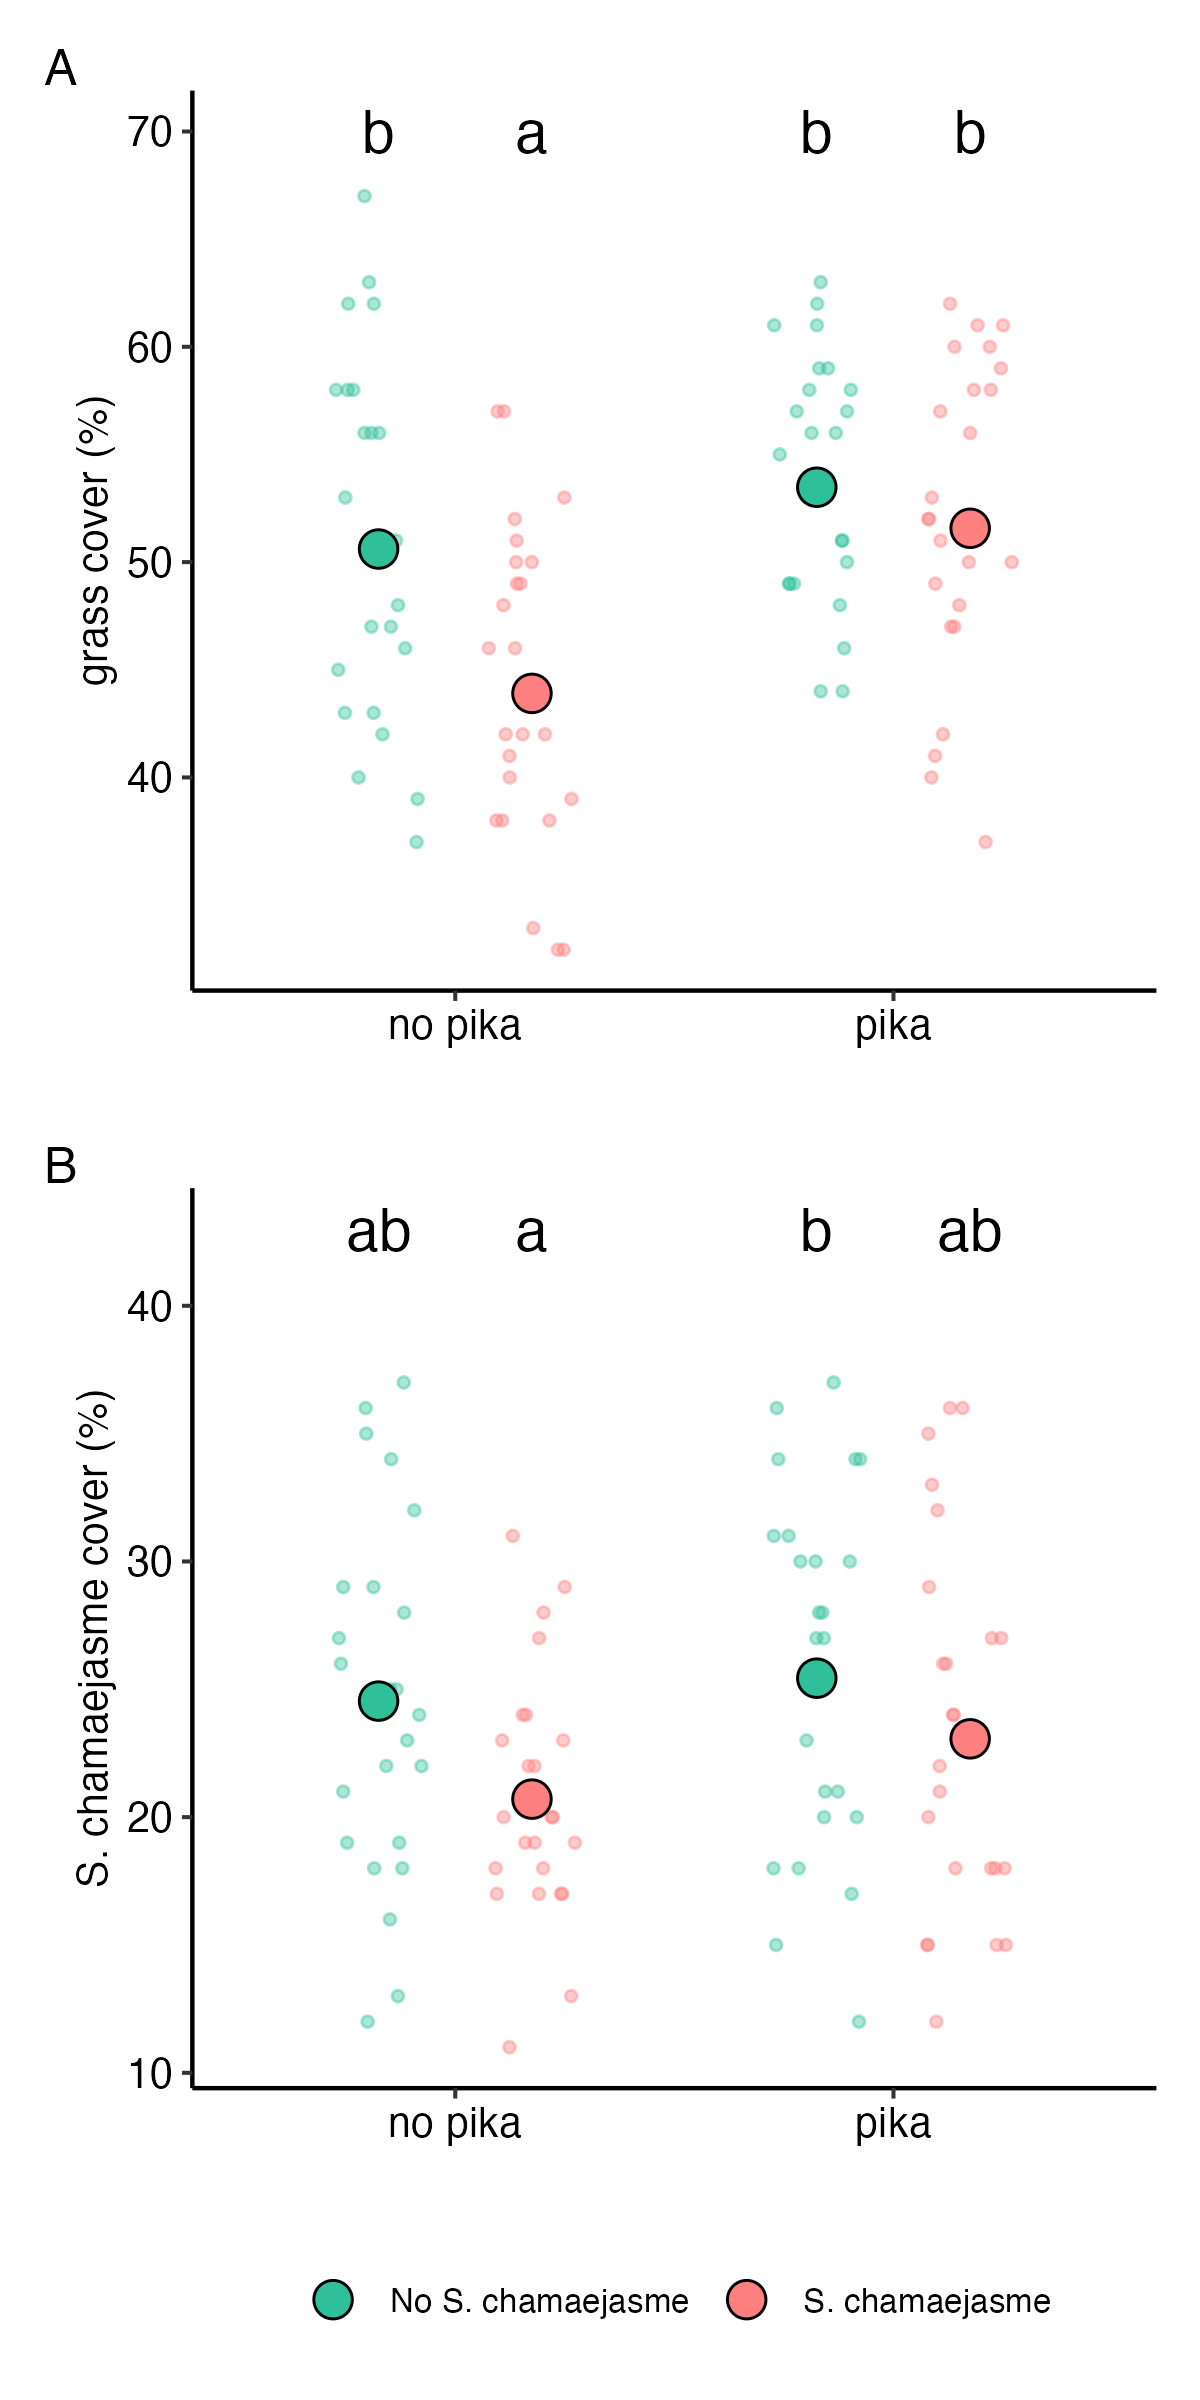 A
70
60
50
40
grass cover (%)
b a b b
no pika pika
B
40
30
20
10
S. chamaejasme cover (%)
ab a b ab
no pika pika
No S. chamaejasme S. chamaejasme